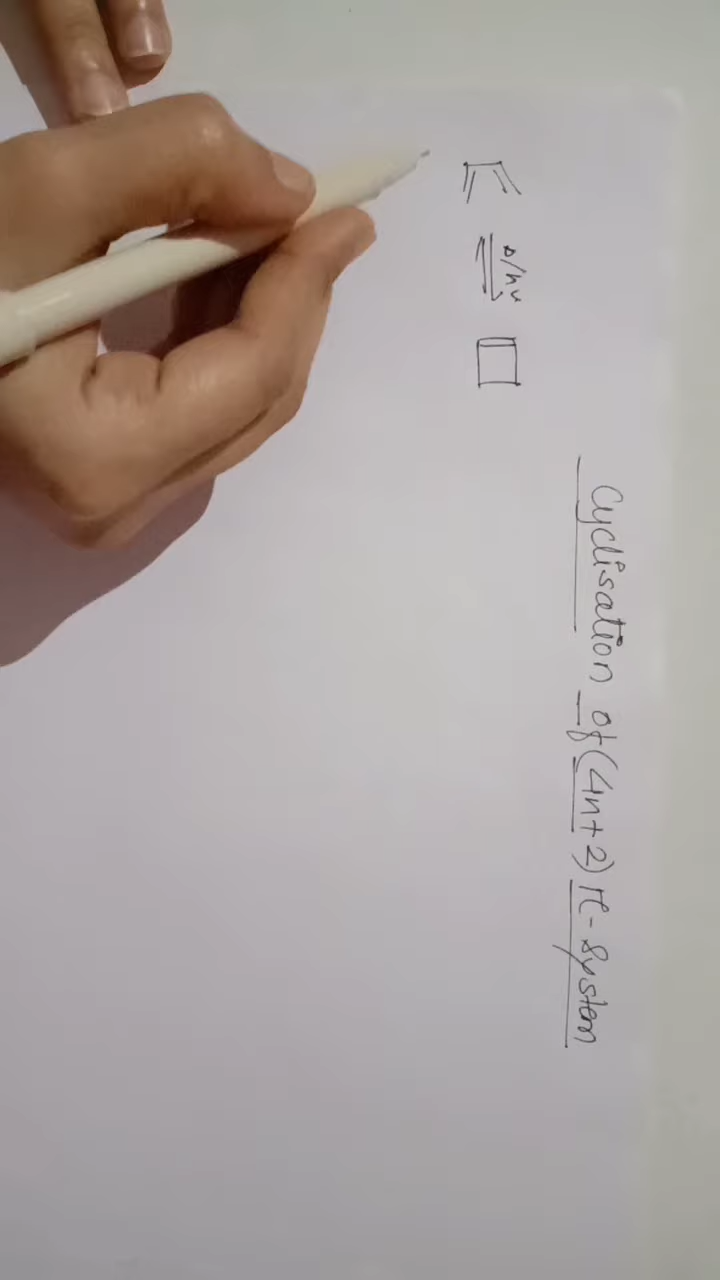 Cyclisation of (4n+2) π-System
Δ/hν